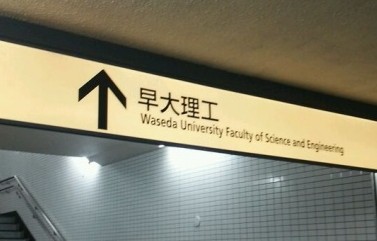 早大理工
Waseda University Faculty of Science and Engineering